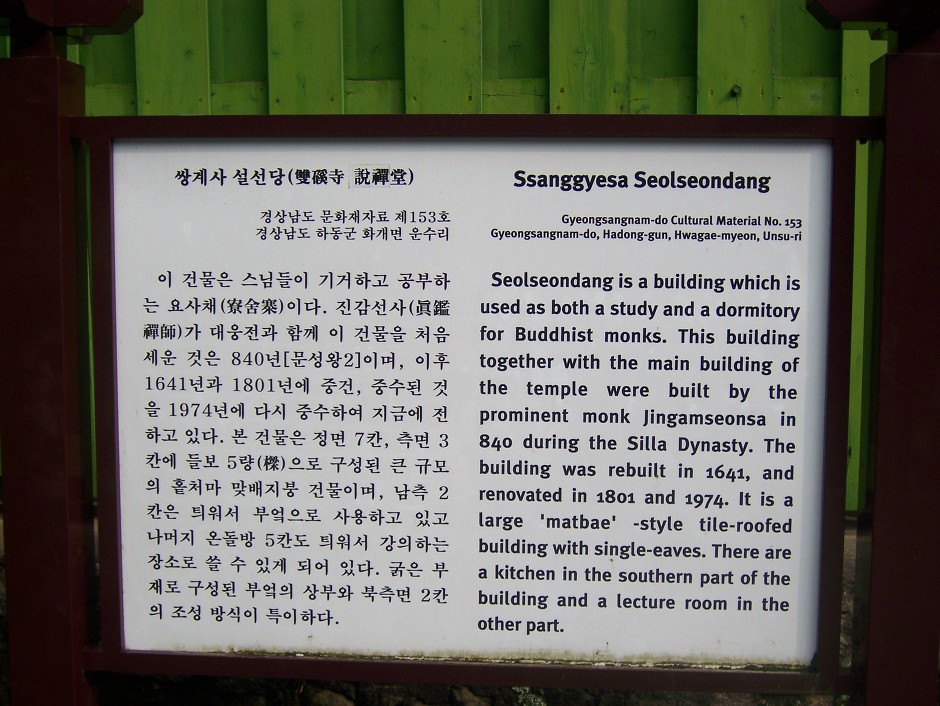 쌍계사 설선당(雙磎寺 說禪堂)
경상남도 문화재자료 제153호
경상남도 하동군 화개면 운수리
이 건물은 스님들이 기거하고 공부하
는 요사채(寮舍寨)이다. 진감선사(眞鑑
禪師)가 대웅전과 함께 이 건물을 처음
세운 것은 840년[문성왕2]이며, 이후
1641년과 1801년에 중건, 중수된 것
을 1974년에 다시 중수하여 지금에 전
하고 있다. 본 건물은 정면 7칸, 측면 3
칸에 들보 5량(樑)으로 구성된 큰 규모
의 홑처마 맞배지붕 건물이며, 남측 2
칸은 틔워서 부엌으로 사용하고 있고
나머지 온돌방 5칸도 틔워서 강의하는
장소로 쓸 수 있게 되어 있다. 굵은 부
재로 구성된 부엌의 상부와 북측면 2칸
의 조성 방식이 특이하다.
Ssanggyesa Seolseondang
Gyeongsangnam-do Cultural Material No. 153
Gyeongsangnam-do, Hadong-gun, Hwagae-myeon, Unsu-ri
Seolseondang is a building which is
used as both a study and a dormitory
for Buddhist monks. This building
together with the main building of
the temple were built by the
prominent monk Jingamseonsa in
840 during the Silla Dynasty. The
building was rebuilt in 1641, and
renovated in 1801 and 1974. It is a
large 'matbae' -style tile-roofed
building with single-eaves. There are
a kitchen in the southern part of the
building and a lecture room in the
other part.